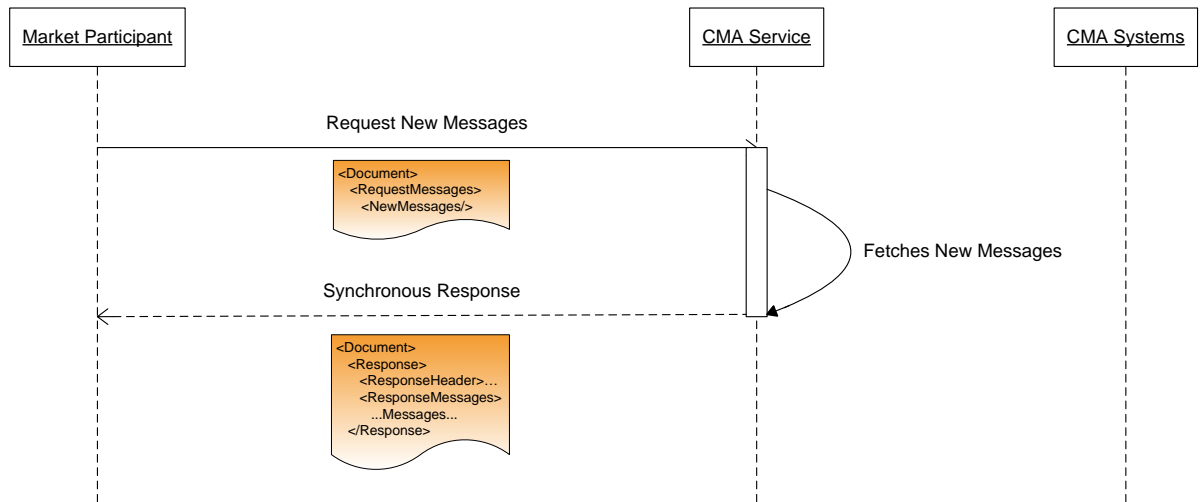 Market Participant
CMA Service
CMA Systems
Request New Messages
<Document>
<RequestMessages>
<NewMessages/>
Fetches New Messages
Synchronous Response
<Document>
<Response>
<ResponseHeader>...
<ResponseMessages>
...Messages...
</Response>